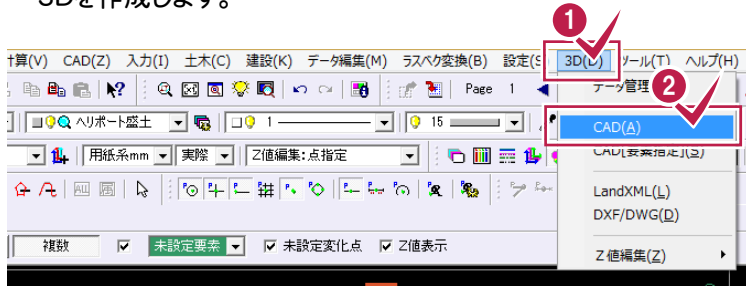 3Dを作成します。
1
計算(V) CAD(Z) 入力(I) 土木(C) 建設(K) データ編集(M) ラスベク変換(B) 設定(S) 3D(D) ツール(T) ヘルプ(H)
Page 1
データ管理
2
ヘリポート盛土 1 15
CAD(A)
用紙系mm 実際 Z値編集:点指定
CAD[要素指定](S)
LandXML(L)
DXF/DWG(D)
複数 未設定要素 未設定変化点 Z値表示
Z値編集(Z)